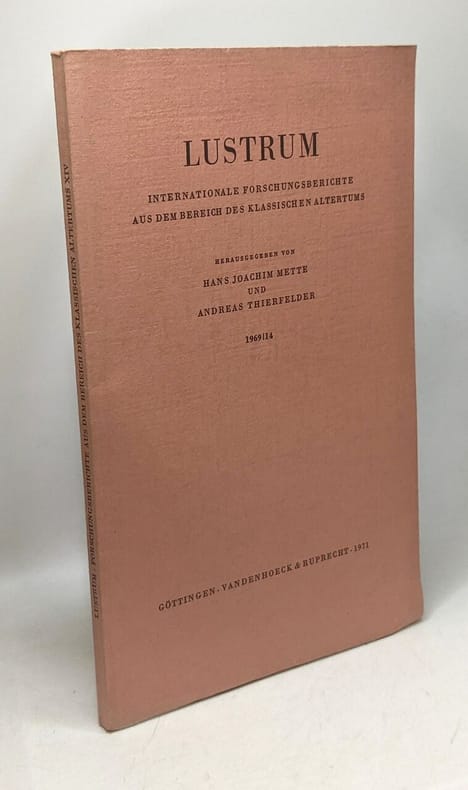 LUSTRUM
INTERNATIONALE FORSCHUNGSBERICHTE
AUS DEM BEREICH DES KLASSISCHEN ALTERTUMS
HERAUSGEGEBEN VON
HANS JOACHIM METTE
UND
ANDREAS THIERFELDER
1969|14
GÖTTINGEN · VANDENHOECK & RUPRECHT · 1971
LUSTRUM · FORSCHUNGSBERICHTE AUS DEM BEREICH DES KLASSISCHEN ALTERTUMS XIV